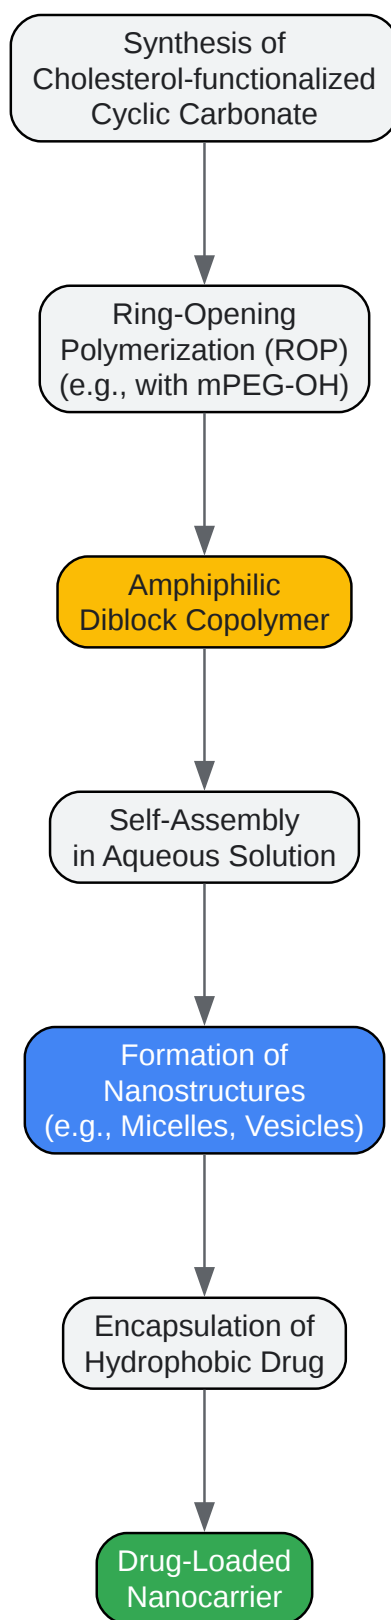 Synthesis of
Cholesterol-functionalized
Cyclic Carbonate
Ring-Opening
Polymerization (ROP)
(e.g., with mPEG-OH)
Amphiphilic
Diblock Copolymer
Self-Assembly
in Aqueous Solution
Formation of
Nanostructures
(e.g., Micelles, Vesicles)
Encapsulation of
Hydrophobic Drug
Drug-Loaded
Nanocarrier